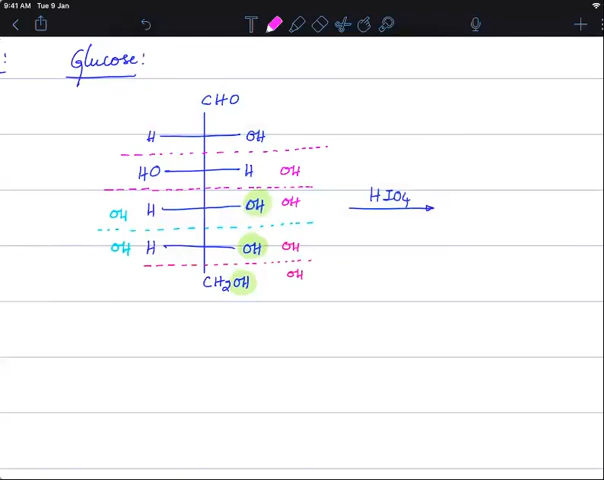 9:41 AM Tue 9 Jan
T
: Glucose:
CHO
H OH
HO H OH
OH H OH OH HIO4
OH H OH OH
CH2OH OH